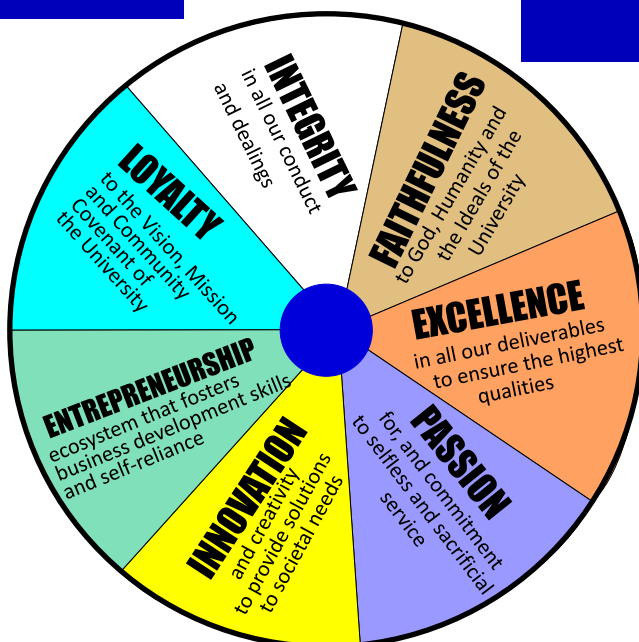 INTEGRITY
in all our conduct
and dealings
FAITHFULNESS
to God, Humanity and
the Ideals of the
University
EXCELLENCE
in all our deliverables
to ensure the highest
qualities
PASSION
for, and commitment
to selfless and sacrificial
service
INNOVATION
and creativity
to provide solutions
to societal needs
ENTREPRENEURSHIP
ecosystem that fosters
business development skills
and self-reliance
LOYALTY
to the Vision, Mission
and Community
Covenant of
the University